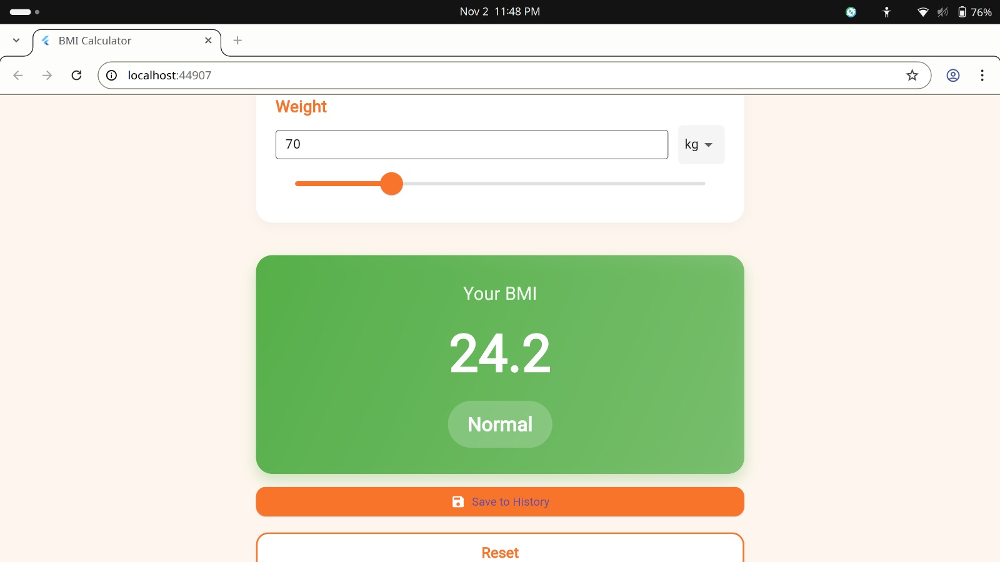 Nov 2 11:48 PM
76%
BMI Calculator
localhost:44907
Weight
70
kg
Your BMI
24.2
Normal
Save to History
Reset